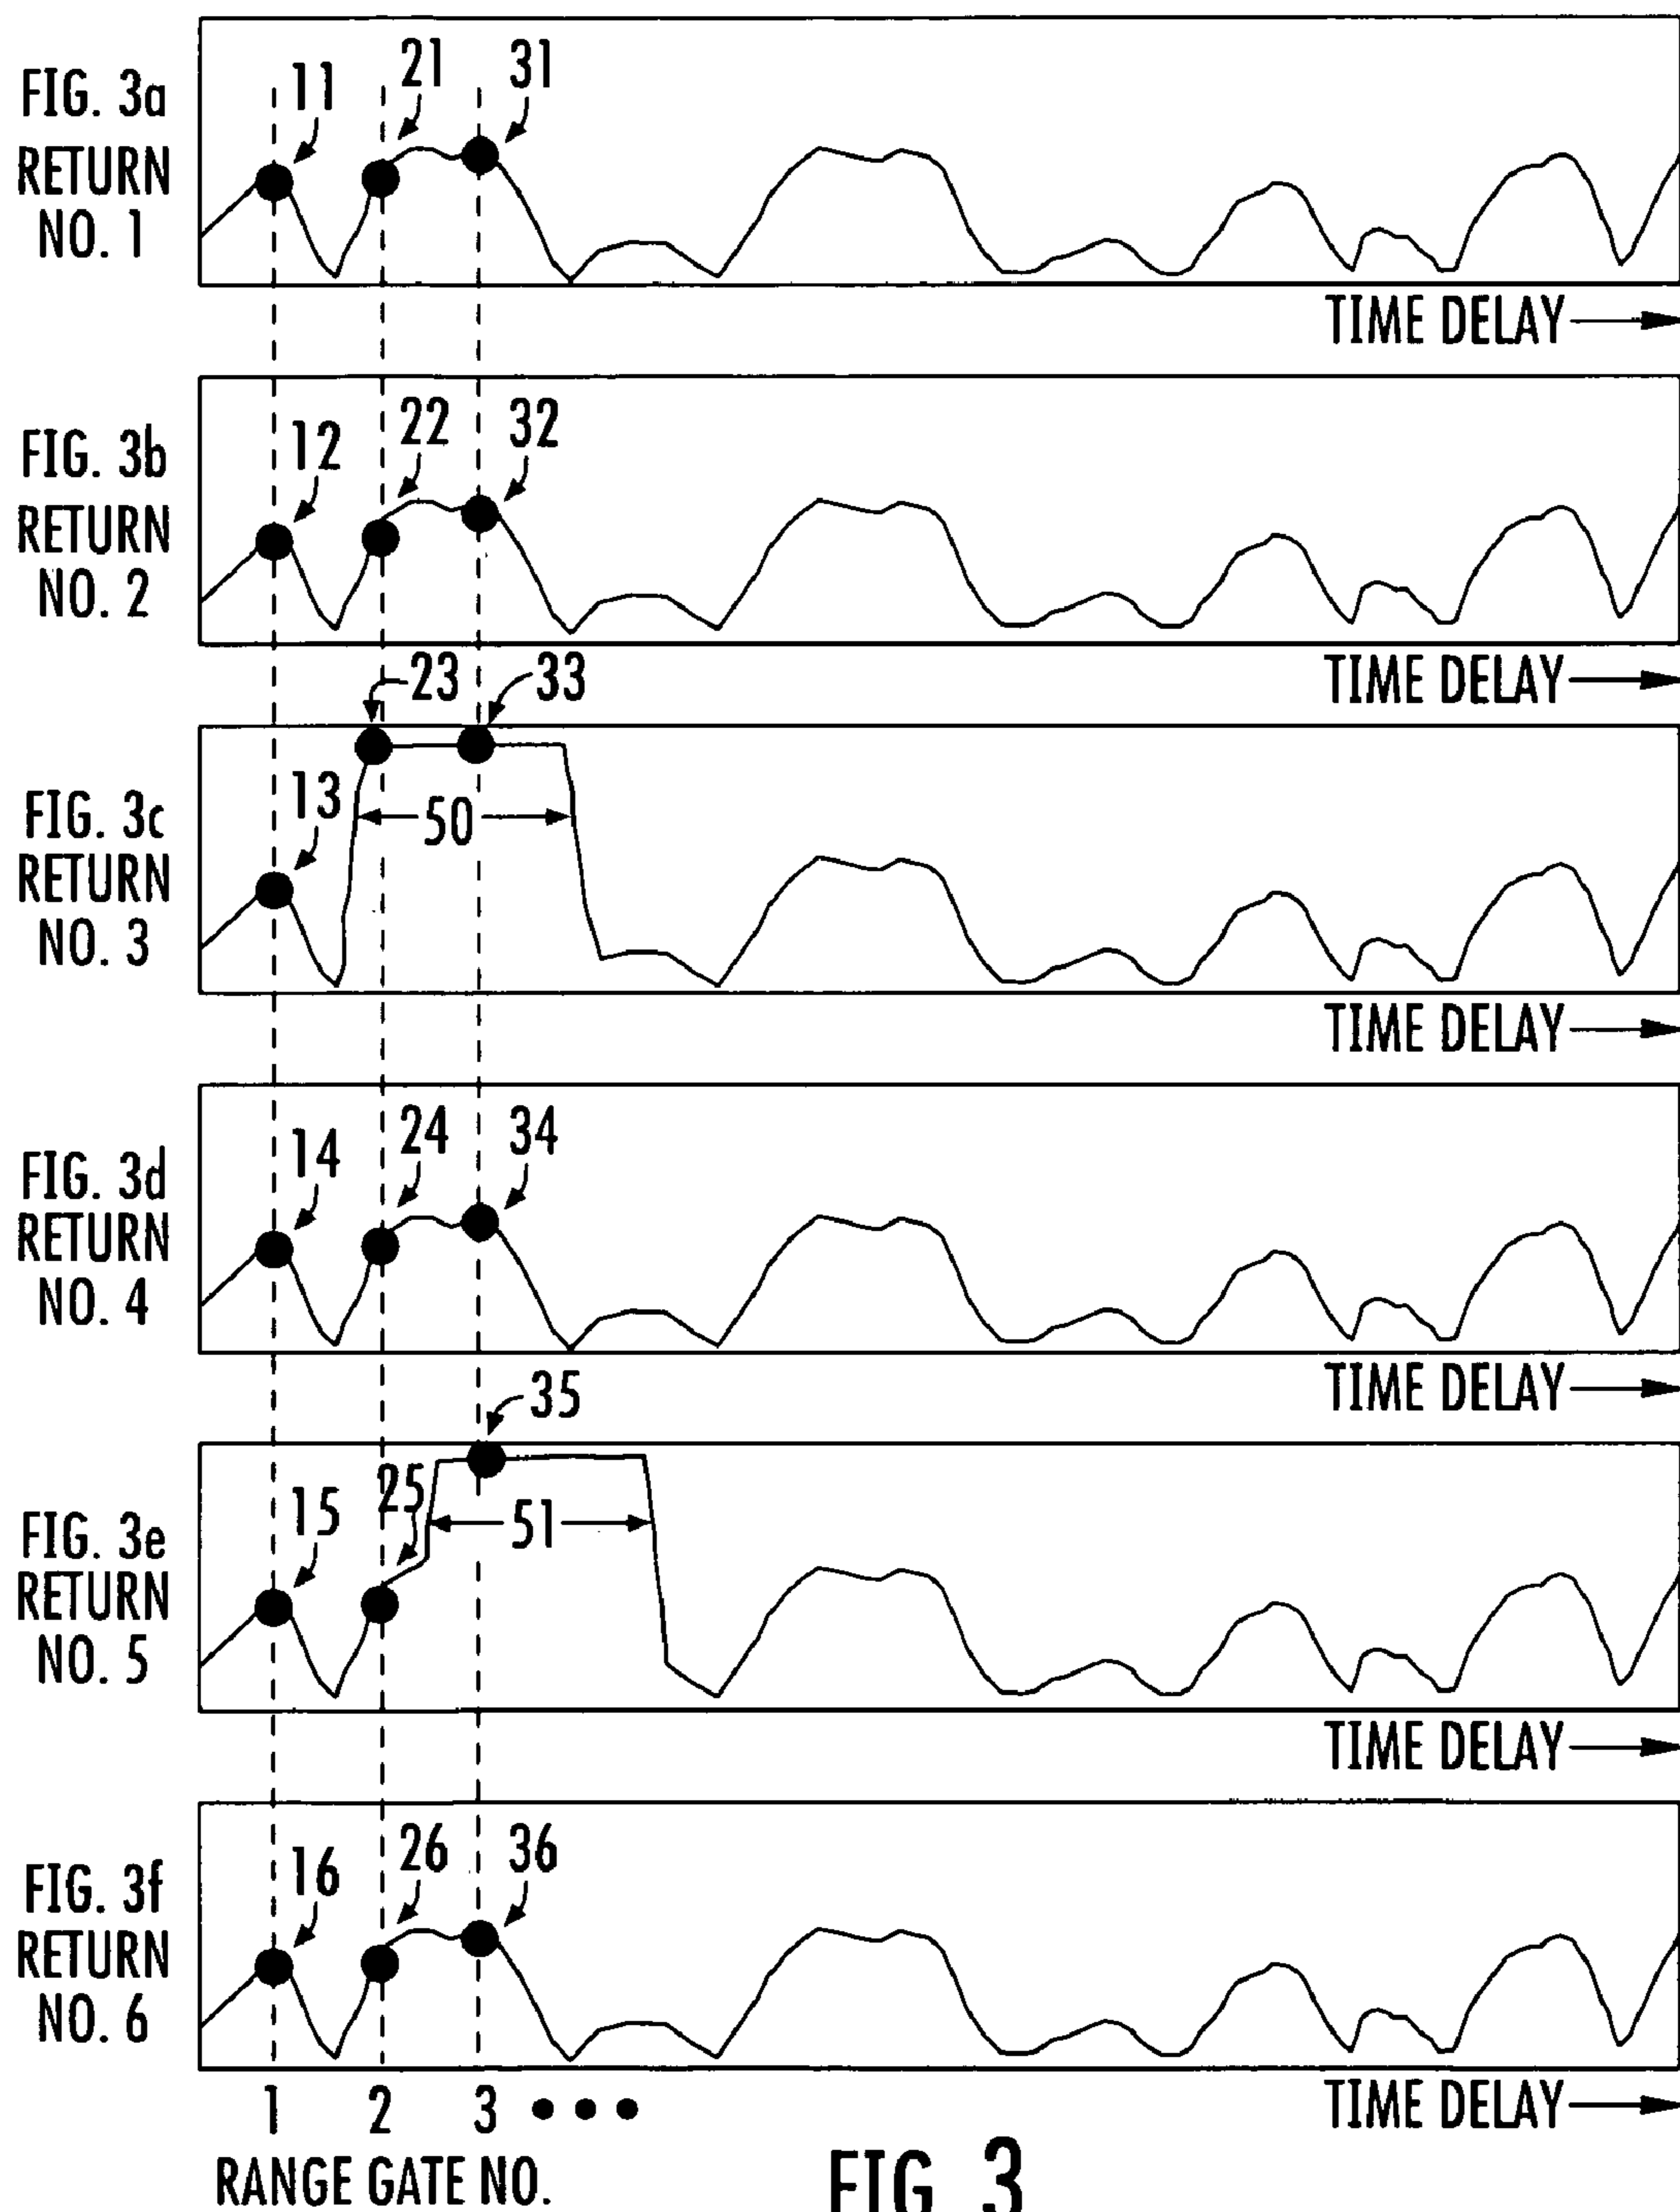 FIG. 3a
RETURN
NO. 1
11
21
31
TIME DELAY
FIG. 3b
RETURN
NO. 2
12
22
32
TIME DELAY
FIG. 3c
RETURN
NO. 3
13
23
33
50
TIME DELAY
FIG. 3d
RETURN
NO. 4
14
24
34
TIME DELAY
FIG. 3e
RETURN
NO. 5
15
25
35
51
TIME DELAY
FIG. 3f
RETURN
NO. 6
16
26
36
TIME DELAY
1 2 3 • • •
RANGE GATE NO.
FIG. 3